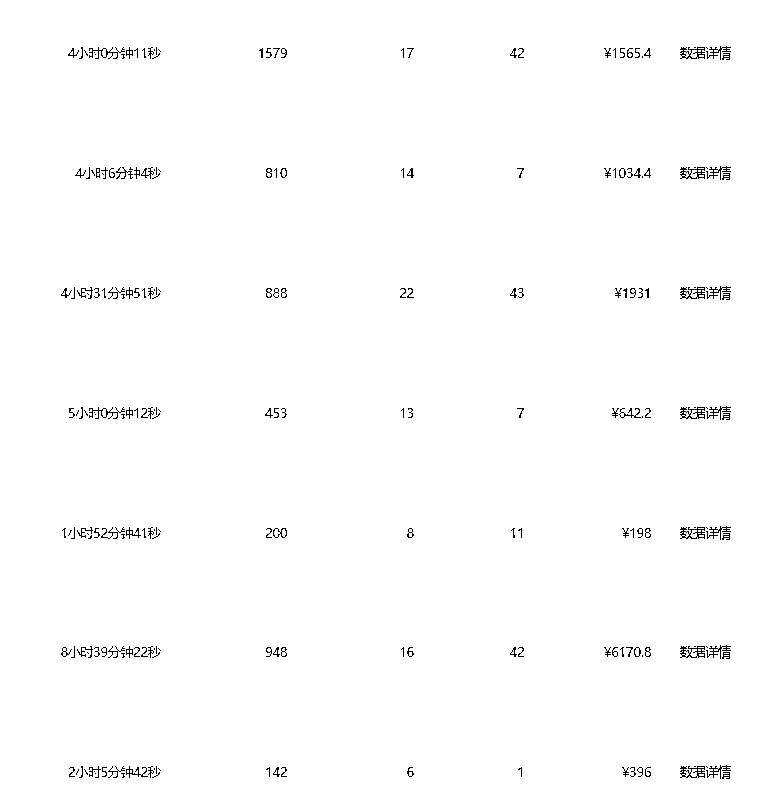 4小时0分钟11秒 1579 17 42 ¥1565.4 数据详情
4小时6分钟4秒 810 14 7 ¥1034.4 数据详情
4小时31分钟51秒 888 22 43 ¥1931 数据详情
5小时0分钟12秒 453 13 7 ¥642.2 数据详情
1小时52分钟41秒 200 8 11 ¥198 数据详情
8小时39分钟22秒 948 16 42 ¥6170.8 数据详情
2小时5分钟42秒 142 6 1 ¥396 数据详情